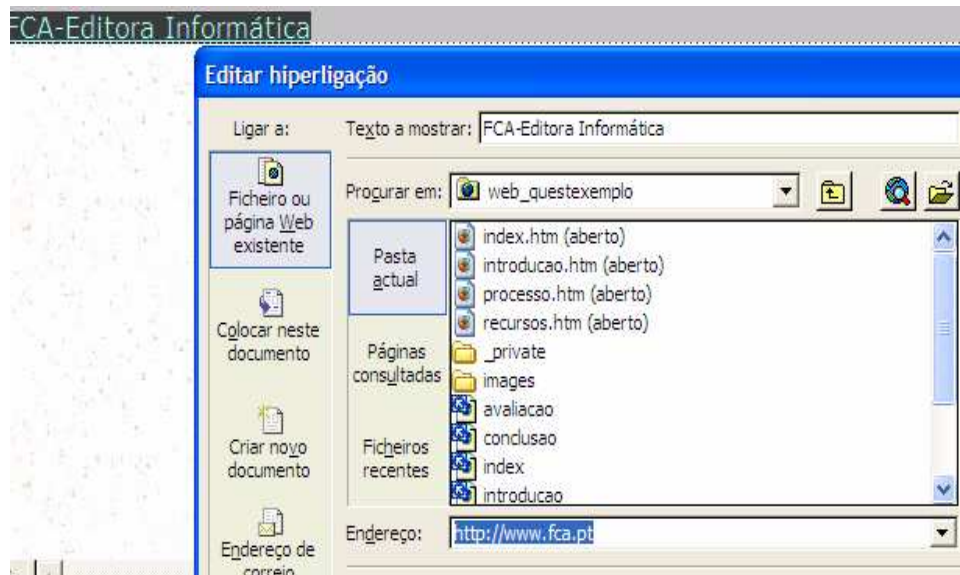 FCA-Editora Informática
Editar hiperligação
Ligar a:
Texto a mostrar: FCA-Editora Informática
Ficheiro ou
página Web
existente
Procurar em: web_questexemplo
Pasta
actual
index.htm (aberto)
introducao.htm (aberto)
processo.htm (aberto)
recursos.htm (aberto)
_private
images
avaliacao
conclusao
index
introducao
Colocar neste
documento
Páginas
consultadas
Criar novo
documento
Ficheiros
recentes
Endereço de
correio
Endereço: http://www.fca.pt